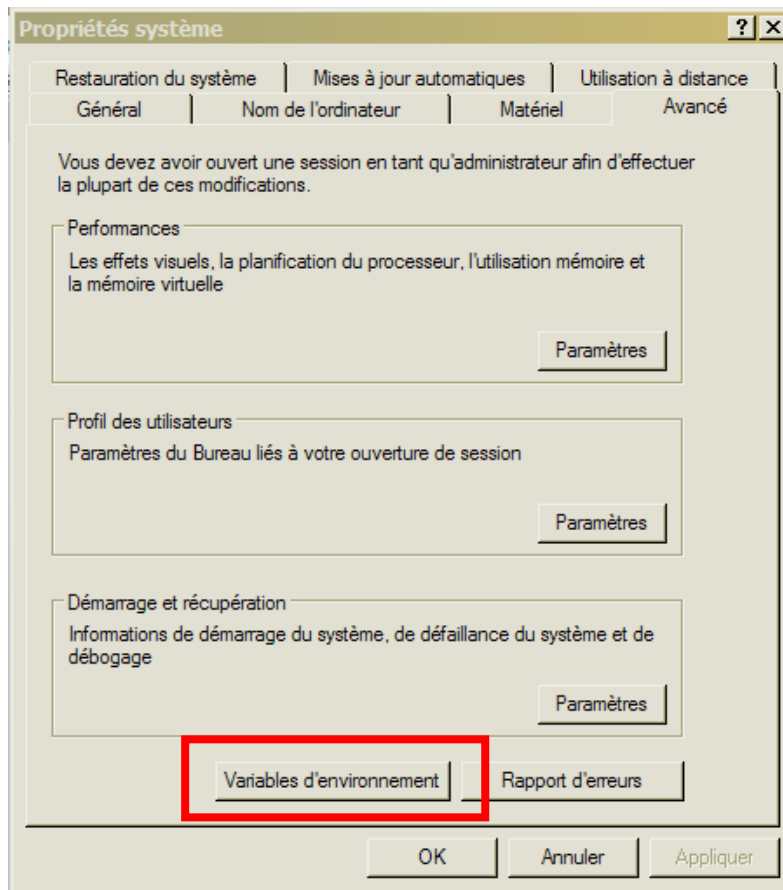 Propriétés système
Restauration du système
Mises à jour automatiques
Utilisation à distance
Général
Nom de l'ordinateur
Matériel
Avancé
Vous devez avoir ouvert une session en tant qu'administrateur afin d'effectuer
la plupart de ces modifications.
Performances
Les effets visuels, la planification du processeur, l'utilisation mémoire et
la mémoire virtuelle
Paramètres
Profil des utilisateurs
Paramètres du Bureau liés à votre ouverture de session
Paramètres
Démarrage et récupération
Informations de démarrage du système, de défaillance du système et de
débogage
Paramètres
Variables d'environnement
Rapport d'erreurs
OK
Annuler
Appliquer